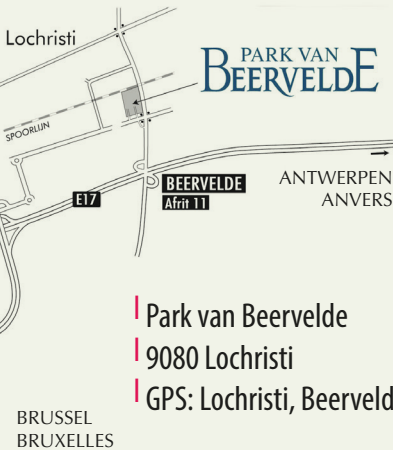 Lochristi
PARK VAN
BEERVELDE
SPOORLIJN
BEERVELDE
Afrit 11
E17
ANTWERPEN
ANVERS
Park van Beervelde
9080 Lochristi
GPS: Lochristi, Beerveld
BRUSSEL
BRUXELLES